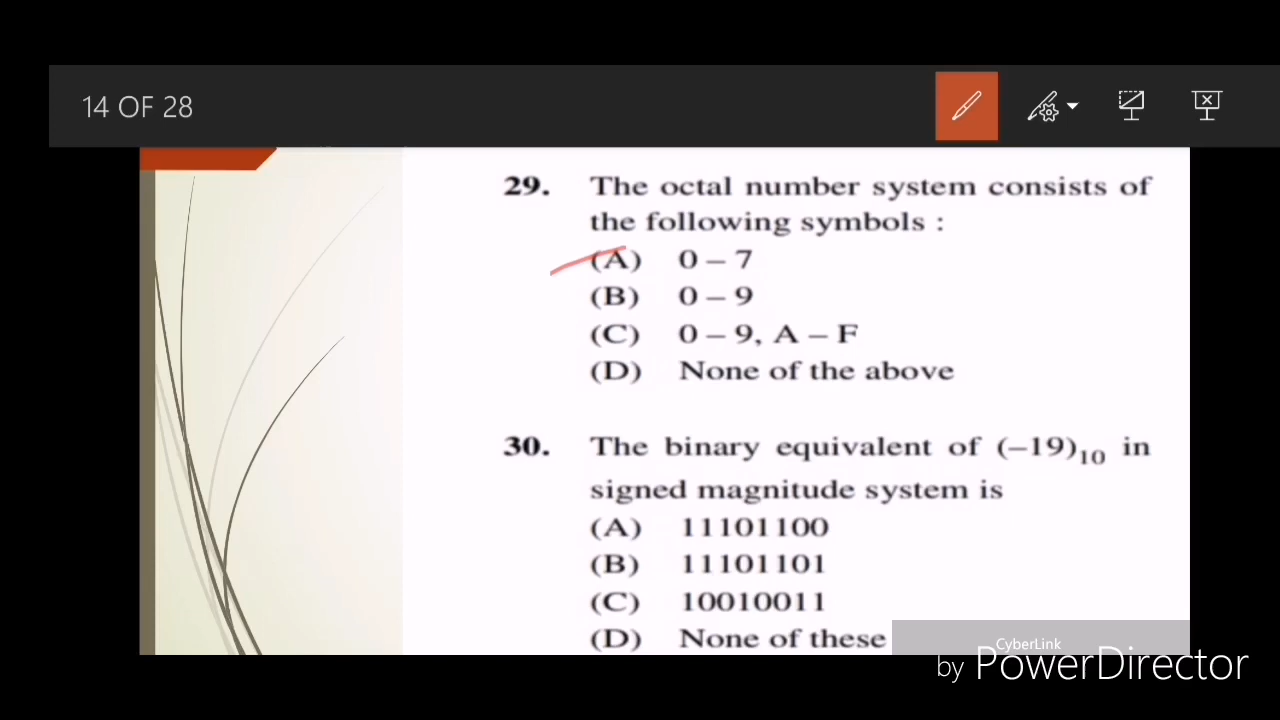 14 OF 28
29. The octal number system consists of
the following symbols :
(A) 0 – 7
(B) 0 – 9
(C) 0 – 9, A – F
(D) None of the above
30. The binary equivalent of (–19)₁₀ in
signed magnitude system is
(A) 11101100
(B) 11101101
(C) 10010011
(D) None of these
CyberLink
by PowerDirector